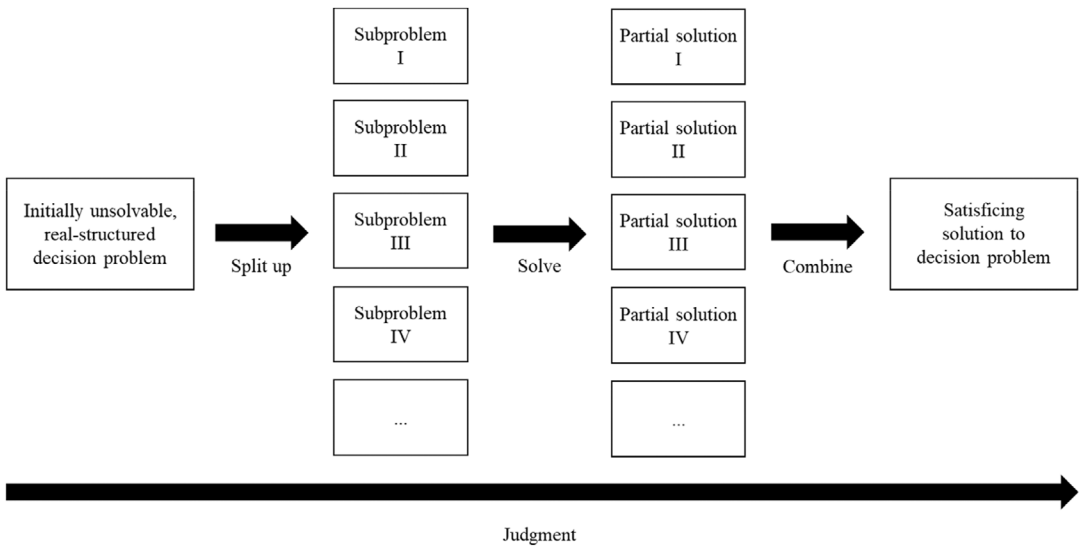 Initially unsolvable,
real-structured
decision problem
Split up
Subproblem
I
Subproblem
II
Subproblem
III
Subproblem
IV
...
Solve
Partial solution
I
Partial solution
II
Partial solution
III
Partial solution
IV
...
Combine
Satisficing
solution to
decision problem
Judgment